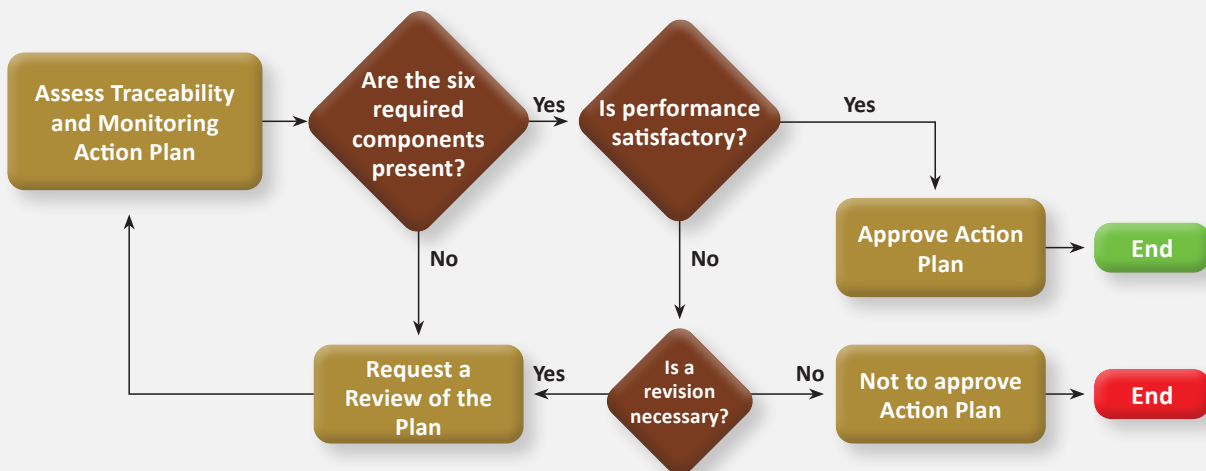 Assess Traceability
and Monitoring
Action Plan
Are the six
required
components
present?
Yes
Is performance
satisfactory?
Yes
No
No
Approve Action
Plan
End
Request a
Review of the
Plan
Yes
Is a
revision
necessary?
No
Not to approve
Action Plan
End